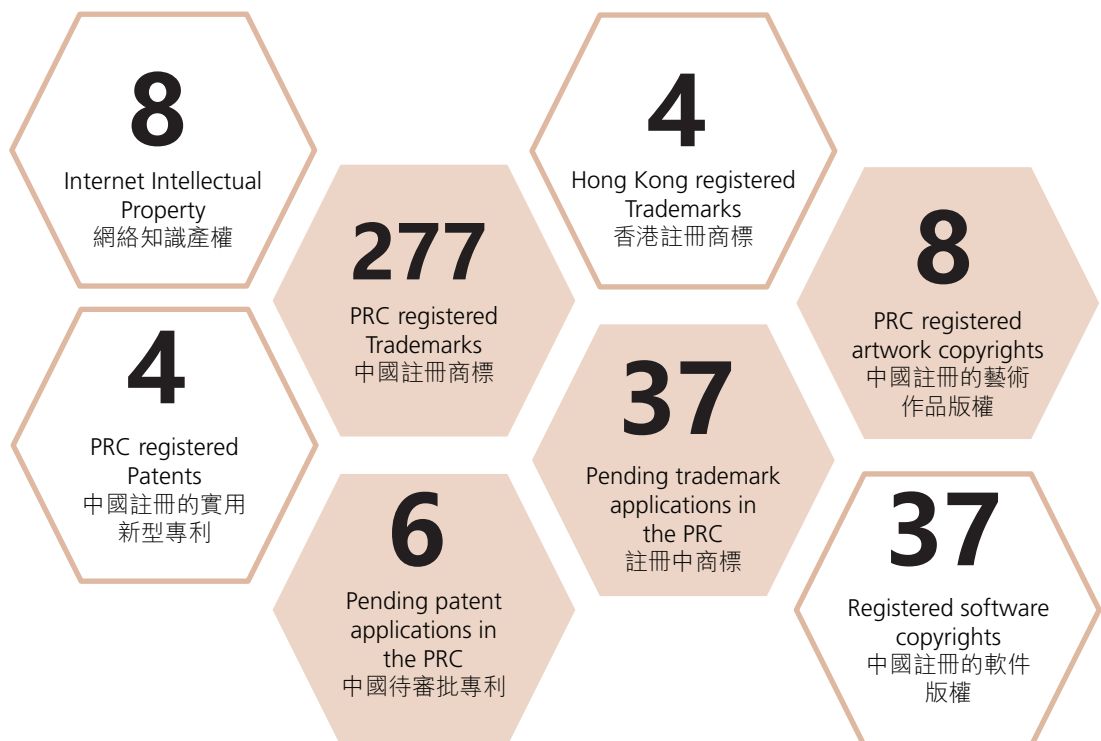 8
Internet Intellectual
Property
網絡知識產權
4
Hong Kong registered
Trademarks
香港註冊商標
277
PRC registered
Trademarks
中國註冊商標
8
PRC registered
artwork copyrights
中國註冊的藝術
作品版權
4
PRC registered
Patents
中國註冊的實用
新型專利
37
Pending trademark
applications in
the PRC
註冊中商標
6
Pending patent
applications in
the PRC
中國待審批專利
37
Registered software
copyrights
中國註冊的軟件
版權